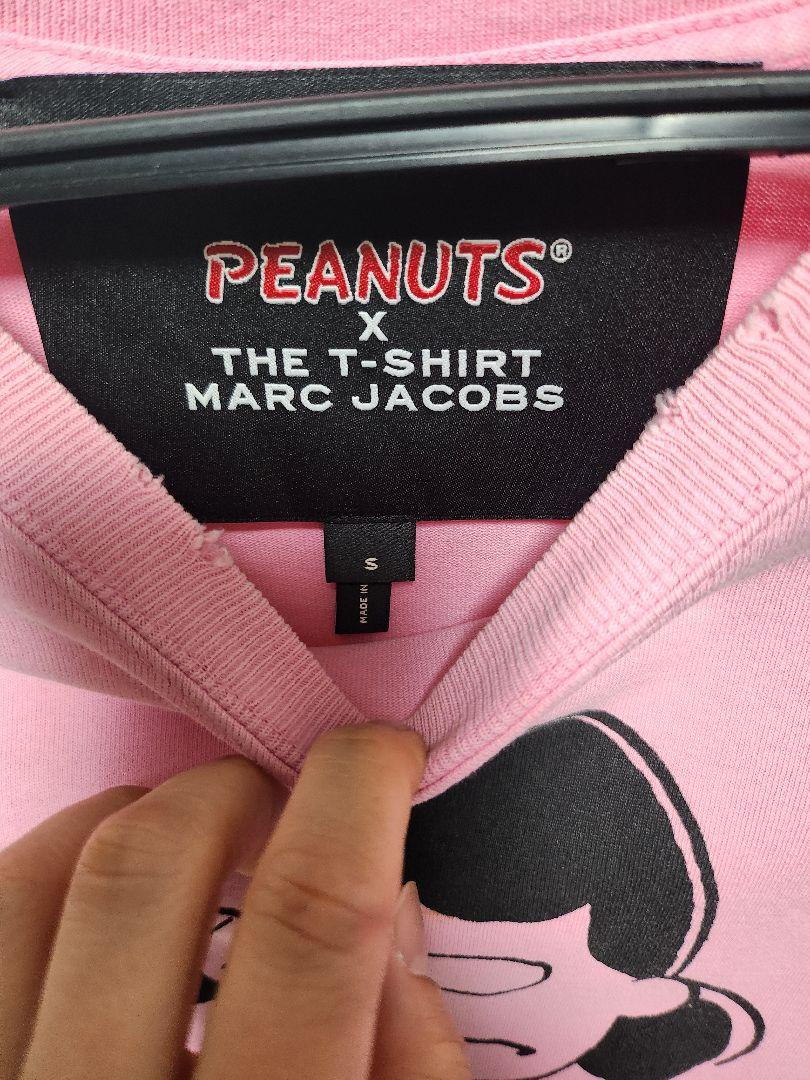 PEANUTS®
X
THE T-SHIRT
MARC JACOBS
S
MADE IN